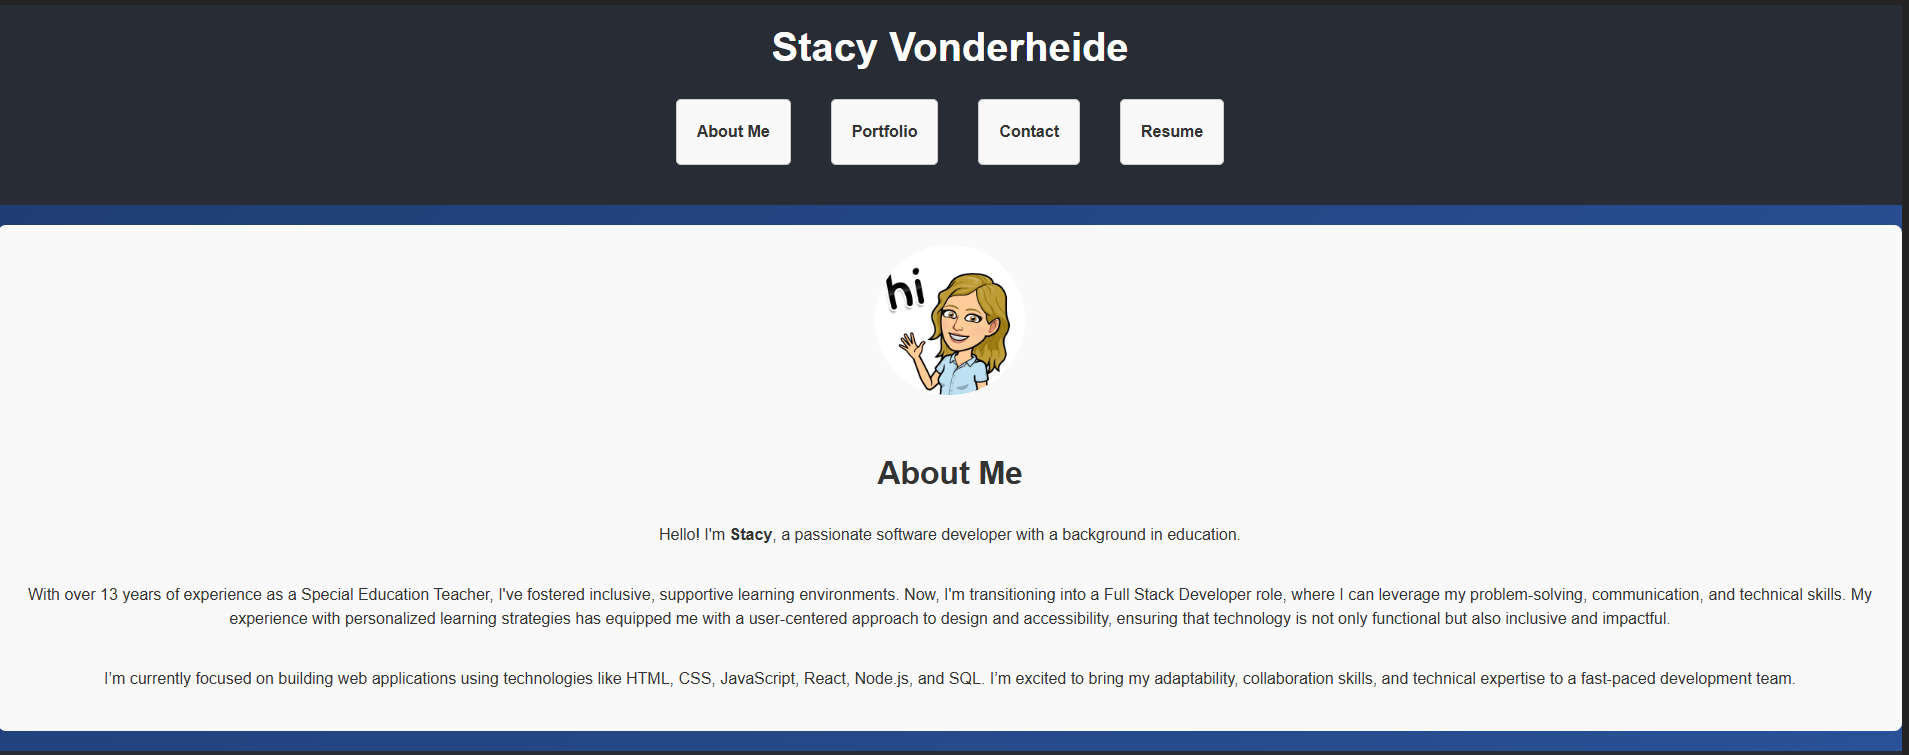 Stacy Vonderheide
About Me
Portfolio
Contact
Resume
hi
About Me
Hello! I'm Stacy, a passionate software developer with a background in education.
With over 13 years of experience as a Special Education Teacher, I've fostered inclusive, supportive learning environments. Now, I'm transitioning into a Full Stack Developer role, where I can leverage my problem-solving, communication, and technical skills. My
experience with personalized learning strategies has equipped me with a user-centered approach to design and accessibility, ensuring that technology is not only functional but also inclusive and impactful.
I’m currently focused on building web applications using technologies like HTML, CSS, JavaScript, React, Node.js, and SQL. I’m excited to bring my adaptability, collaboration skills, and technical expertise to a fast-paced development team.